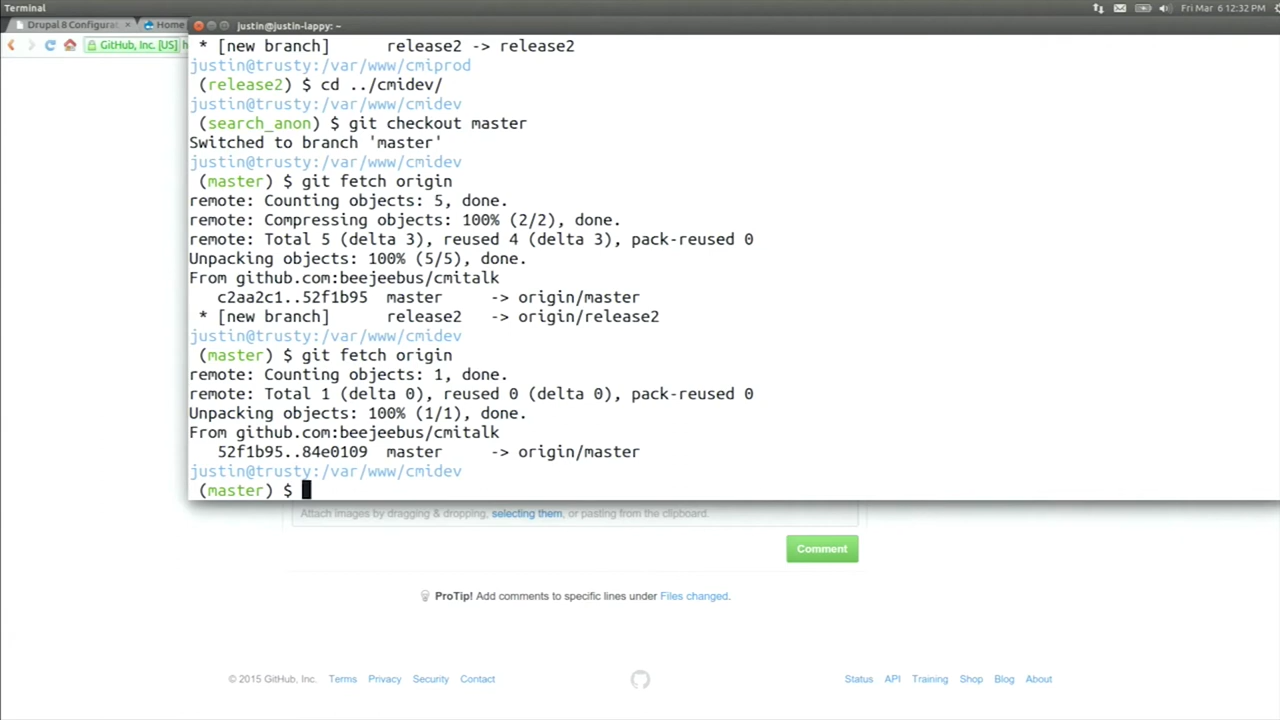 Terminal
Fri Mar 6 12:32 PM
Drupal 8 Configurat × Home
justin@justin-lappy: ~
GitHub, Inc. [US] h
* [new branch]      release2 -> release2
justin@trusty:/var/www/cmiprod
(release2) $ cd ../cmidev/
justin@trusty:/var/www/cmidev
(search_anon) $ git checkout master
Switched to branch 'master'
justin@trusty:/var/www/cmidev
(master) $ git fetch origin
remote: Counting objects: 5, done.
remote: Compressing objects: 100% (2/2), done.
remote: Total 5 (delta 3), reused 4 (delta 3), pack-reused 0
Unpacking objects: 100% (5/5), done.
From github.com:beejeebus/cmitalk
c2aa2c1..52f1b95  master     -> origin/master
* [new branch]      release2   -> origin/release2
justin@trusty:/var/www/cmidev
(master) $ git fetch origin
remote: Counting objects: 1, done.
remote: Total 1 (delta 0), reused 0 (delta 0), pack-reused 0
Unpacking objects: 100% (1/1), done.
From github.com:beejeebus/cmitalk
52f1b95..84e0109  master     -> origin/master
justin@trusty:/var/www/cmidev
(master) $
Attach images by dragging & dropping, selecting them, or pasting from the clipboard.
Comment
ProTip! Add comments to specific lines under Files changed.
© 2015 GitHub, Inc. Terms Privacy Security Contact
Status API Training Shop Blog About